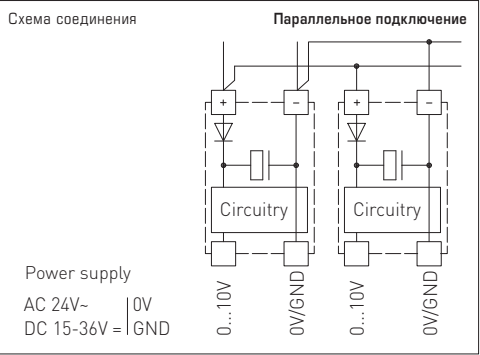 Схема соединения
Параллельное подключение
+ − + −
Circuitry Circuitry
Power supply
AC 24V~ 0V
DC 15-36V = GND
0...10V
0V/GND
0...10V
0V/GND